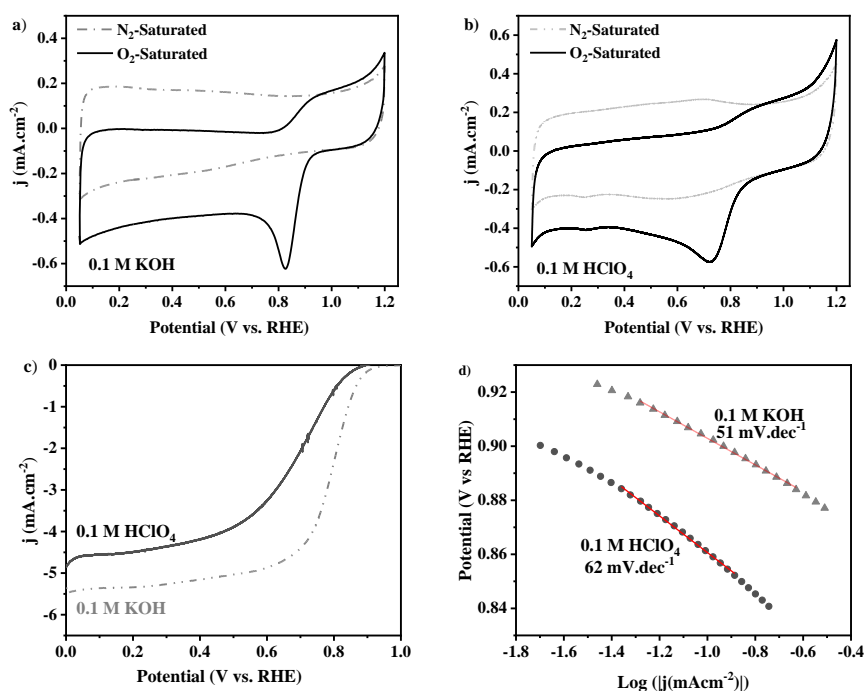 a)
N₂-Saturated
O₂-Saturated
0.4
0.2
0.0
-0.2
-0.4
-0.6
j (mA.cm⁻²)
0.1 M KOH
0.0 0.2 0.4 0.6 0.8 1.0 1.2
Potential (V vs. RHE)
b)
N₂-Saturated
O₂-Saturated
0.6
0.4
0.2
0.0
-0.2
-0.4
-0.6
j (mA.cm⁻²)
0.1 M HClO₄
0.0 0.2 0.4 0.6 0.8 1.0 1.2
Potential (V vs. RHE)
c)
0
-1
-2
-3
-4
-5
-6
j (mA.cm⁻²)
0.1 M HClO₄
0.1 M KOH
0.0 0.2 0.4 0.6 0.8 1.0
Potential (V vs. RHE)
d)
0.92
0.90
0.88
0.86
0.84
Potential (V vs RHE)
0.1 M KOH
51 mV.dec⁻¹
0.1 M HClO₄
62 mV.dec⁻¹
-1.8 -1.6 -1.4 -1.2 -1.0 -0.8 -0.6 -0.4
Log (|j(mAcm⁻²)|)